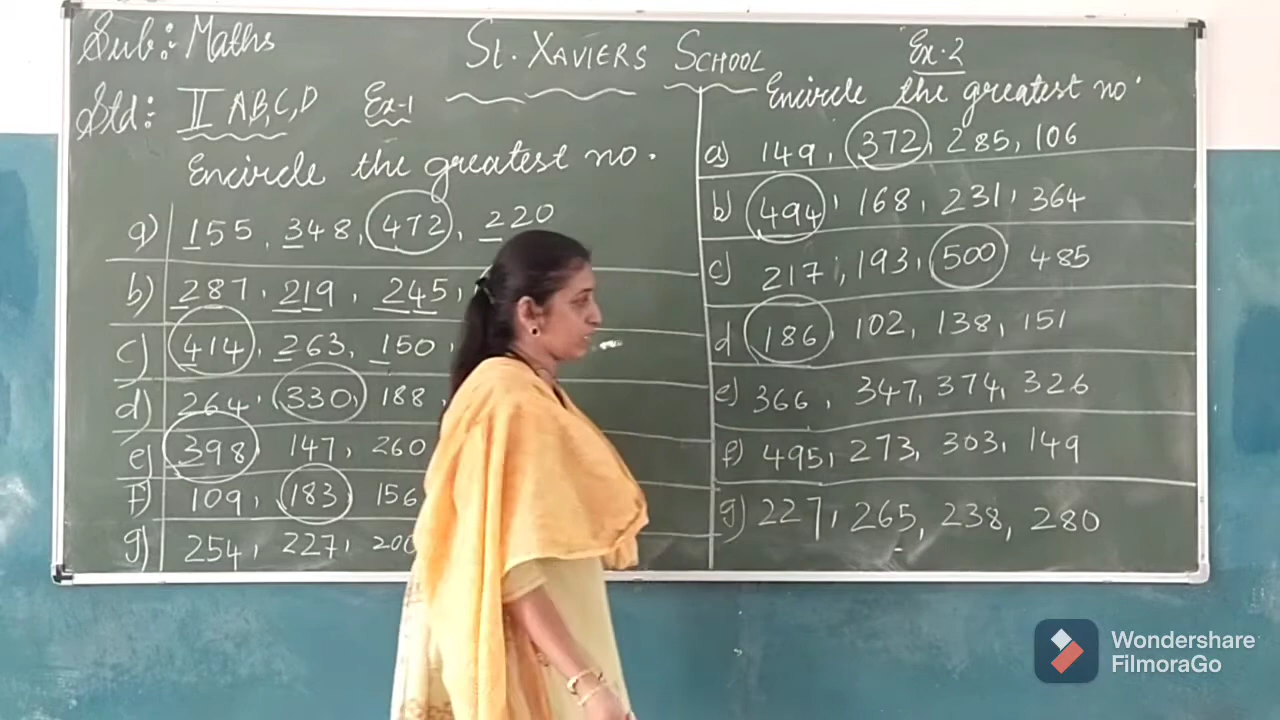 Sub: Maths
St. XAVIERS SCHOOL
Std: II A,B,C,D Ex-1
Encircle the greatest no.
a) 155, 348, 472, 220
b) 287, 219, 245,
c) 414, 263, 150
d) 264, 330, 188
e) 398, 147, 260
f) 109, 183, 156
g) 254, 227, 200
Ex-2
Encircle the greatest no.
a) 149, 372, 285, 106
b) 494, 168, 231, 364
c) 217, 193, 500 485
d 186, 102, 138, 151
e) 366, 347, 374, 326
f) 495, 273, 303, 149
g) 227, 265, 238, 280
Wondershare
FilmoraGo